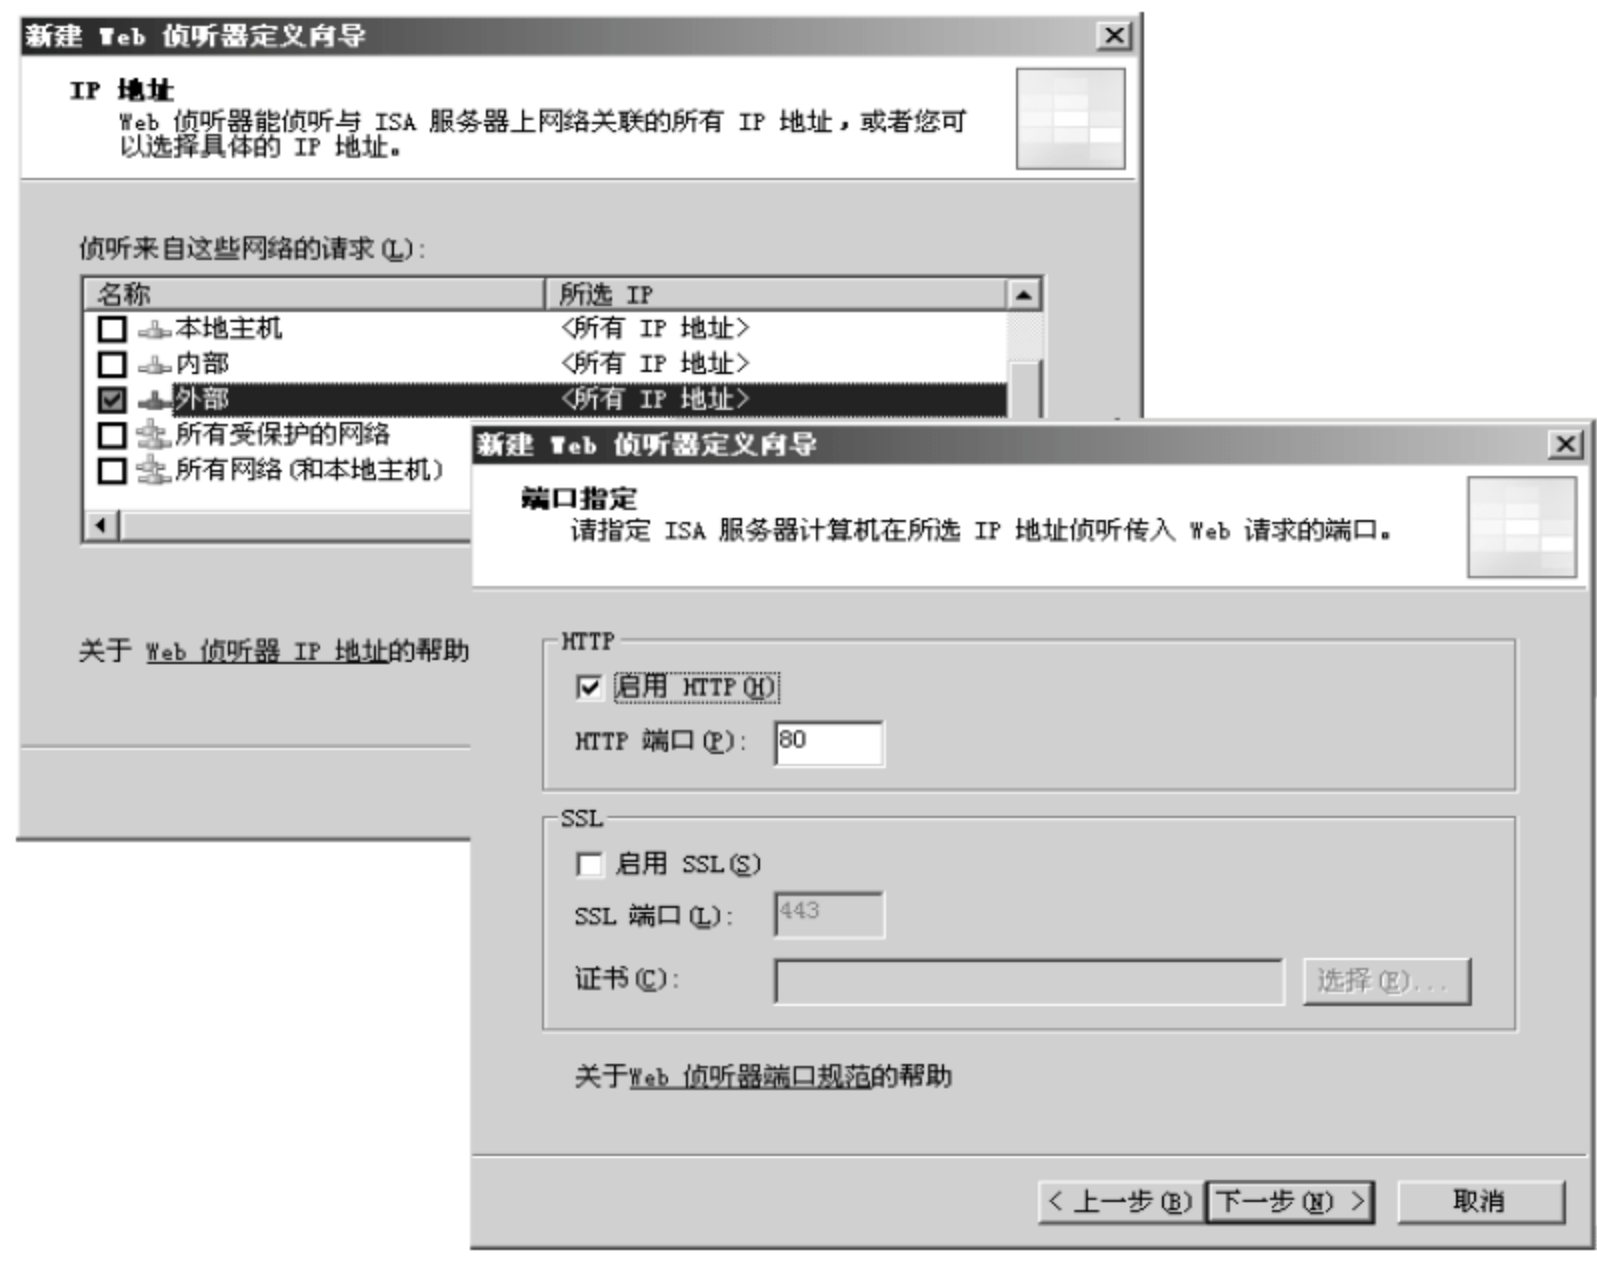 新建 Web 侦听器定义向导
IP 地址
Web 侦听器能侦听与 ISA 服务器上网络关联的所有 IP 地址，或者您可
以选择具体的 IP 地址。
侦听来自这些网络的请求(L)：
名称 所选 IP
本地主机 <所有 IP 地址>
内部 <所有 IP 地址>
外部 <所有 IP 地址>
所有受保护的网络
所有网络(和本地主机)
关于 Web 侦听器 IP 地址的帮助
新建 Web 侦听器定义向导
端口指定
请指定 ISA 服务器计算机在所选 IP 地址侦听传入 Web 请求的端口。
HTTP
启用 HTTP(H)
HTTP 端口(P)： 80
SSL
启用 SSL(S)
SSL 端口(L)： 443
证书(C)： 选择(E)...
关于Web 侦听器端口规范的帮助
< 上一步(B) 下一步(N) > 取消